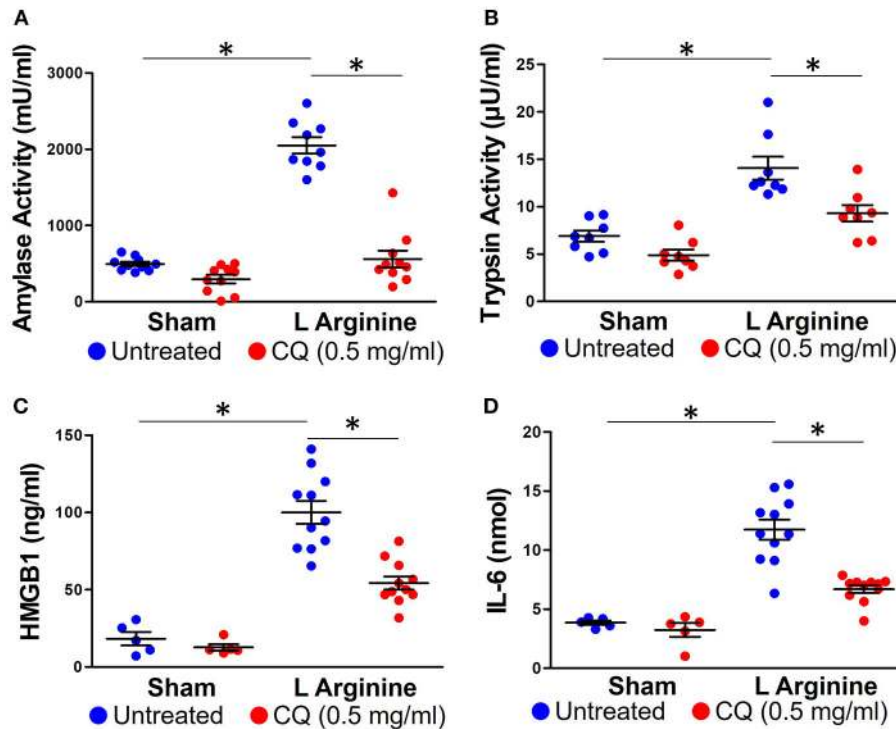 A
*
*
Amylase Activity (mU/ml)
3000
2000
1000
0
Sham
L Arginine
Untreated
CQ (0.5 mg/ml)
B
*
*
Trypsin Activity (µU/ml)
25
20
15
10
5
0
Sham
L Arginine
Untreated
CQ (0.5 mg/ml)
C
*
*
HMGB1 (ng/ml)
150
100
50
0
Sham
L Arginine
Untreated
CQ (0.5 mg/ml)
D
*
*
IL-6 (nmol)
20
15
10
5
0
Sham
L Arginine
Untreated
CQ (0.5 mg/ml)